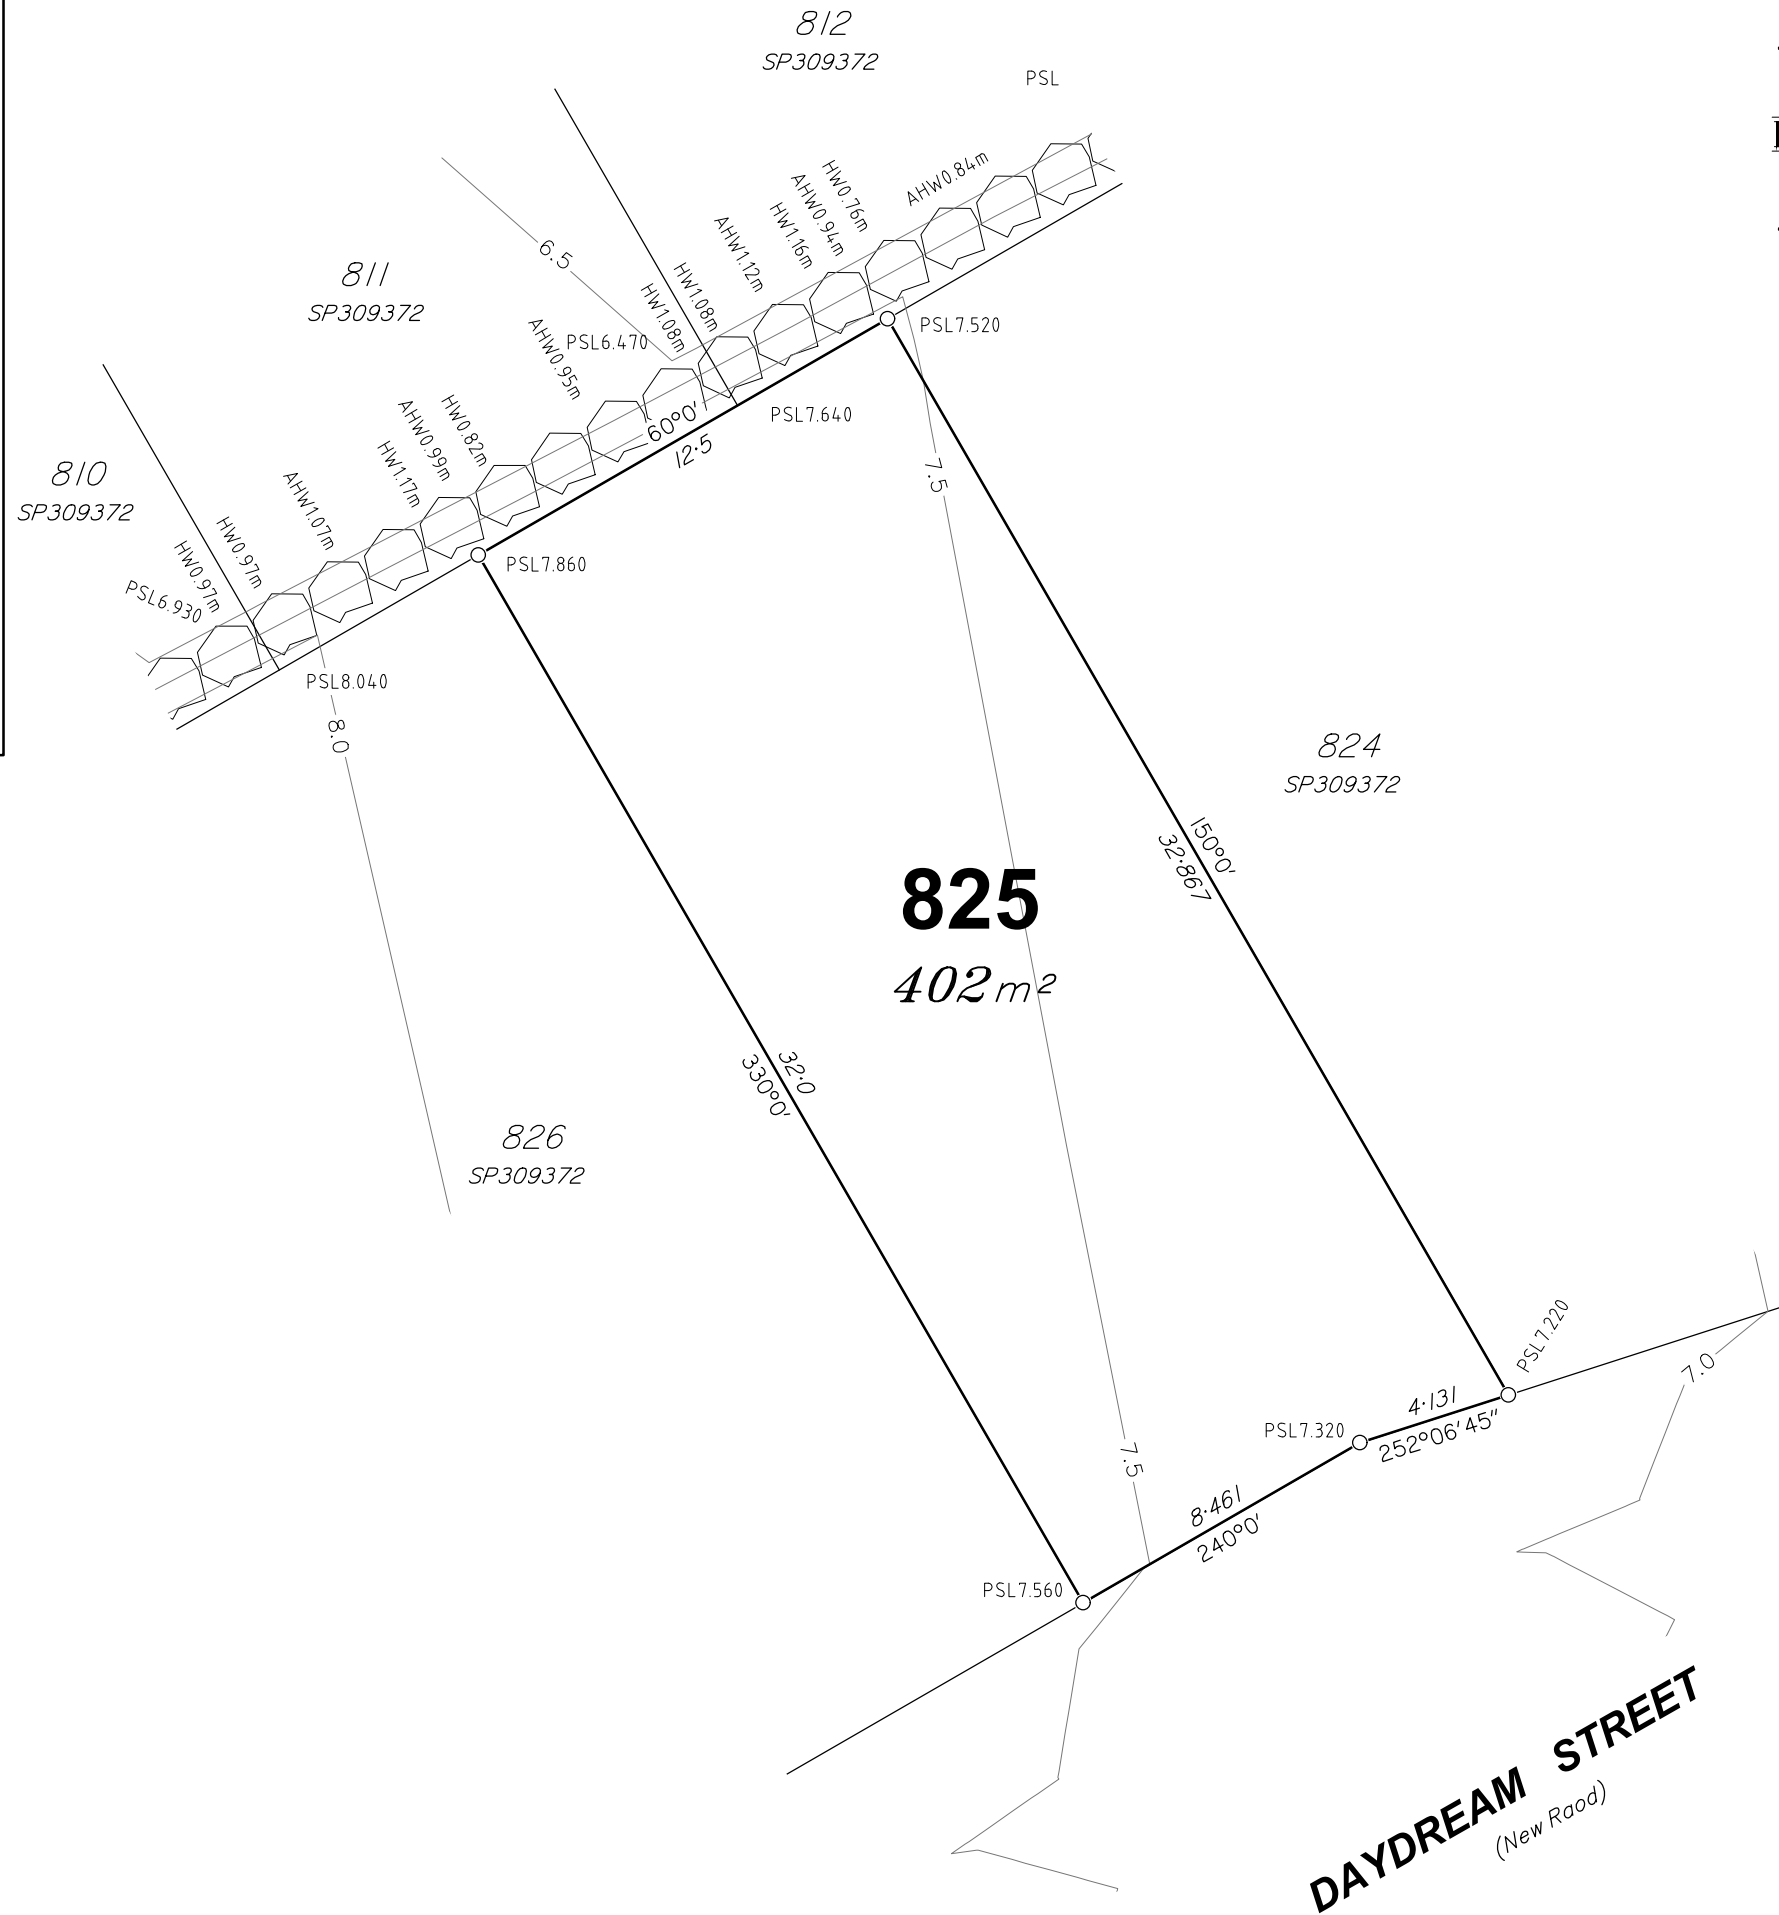 812
SP309372
PSL
HW0.76m
AHW0.94m
HW1.16m
AHW0.84m
AHW1.12m
HW1.08m
HW1.08m
6.5
811
SP309372
PSL6.470
AHW0.95m
PSL7.520
HW0.82m
AHW0.99m
HW1.17m
60°0'
12·5
PSL7.640
7.5
810
SP309372
AHW1.07m
HW0.97m
HW0.97m
PSL6.930
PSL7.860
PSL8.040
8.0
824
SP309372
150°0'
32·867
825
402m²
32·0
330°0'
826
SP309372
PSL7.220
7.0
4·131
252°06'45"
PSL7.320
7.5
8·461
240°0'
PSL7.560
DAYDREAM STREET
(New Raod)